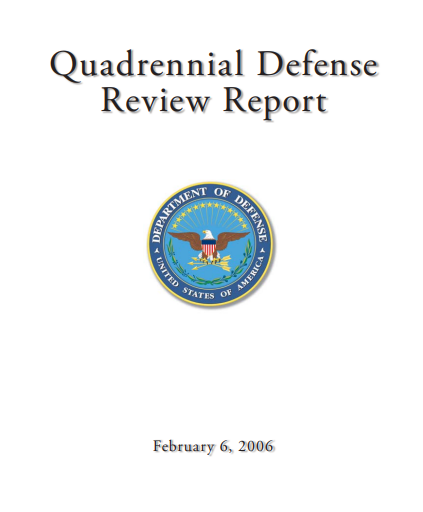 Quadrennial Defense
Review Report
DEPARTMENT OF DEFENSE
UNITED STATES OF AMERICA
February 6, 2006